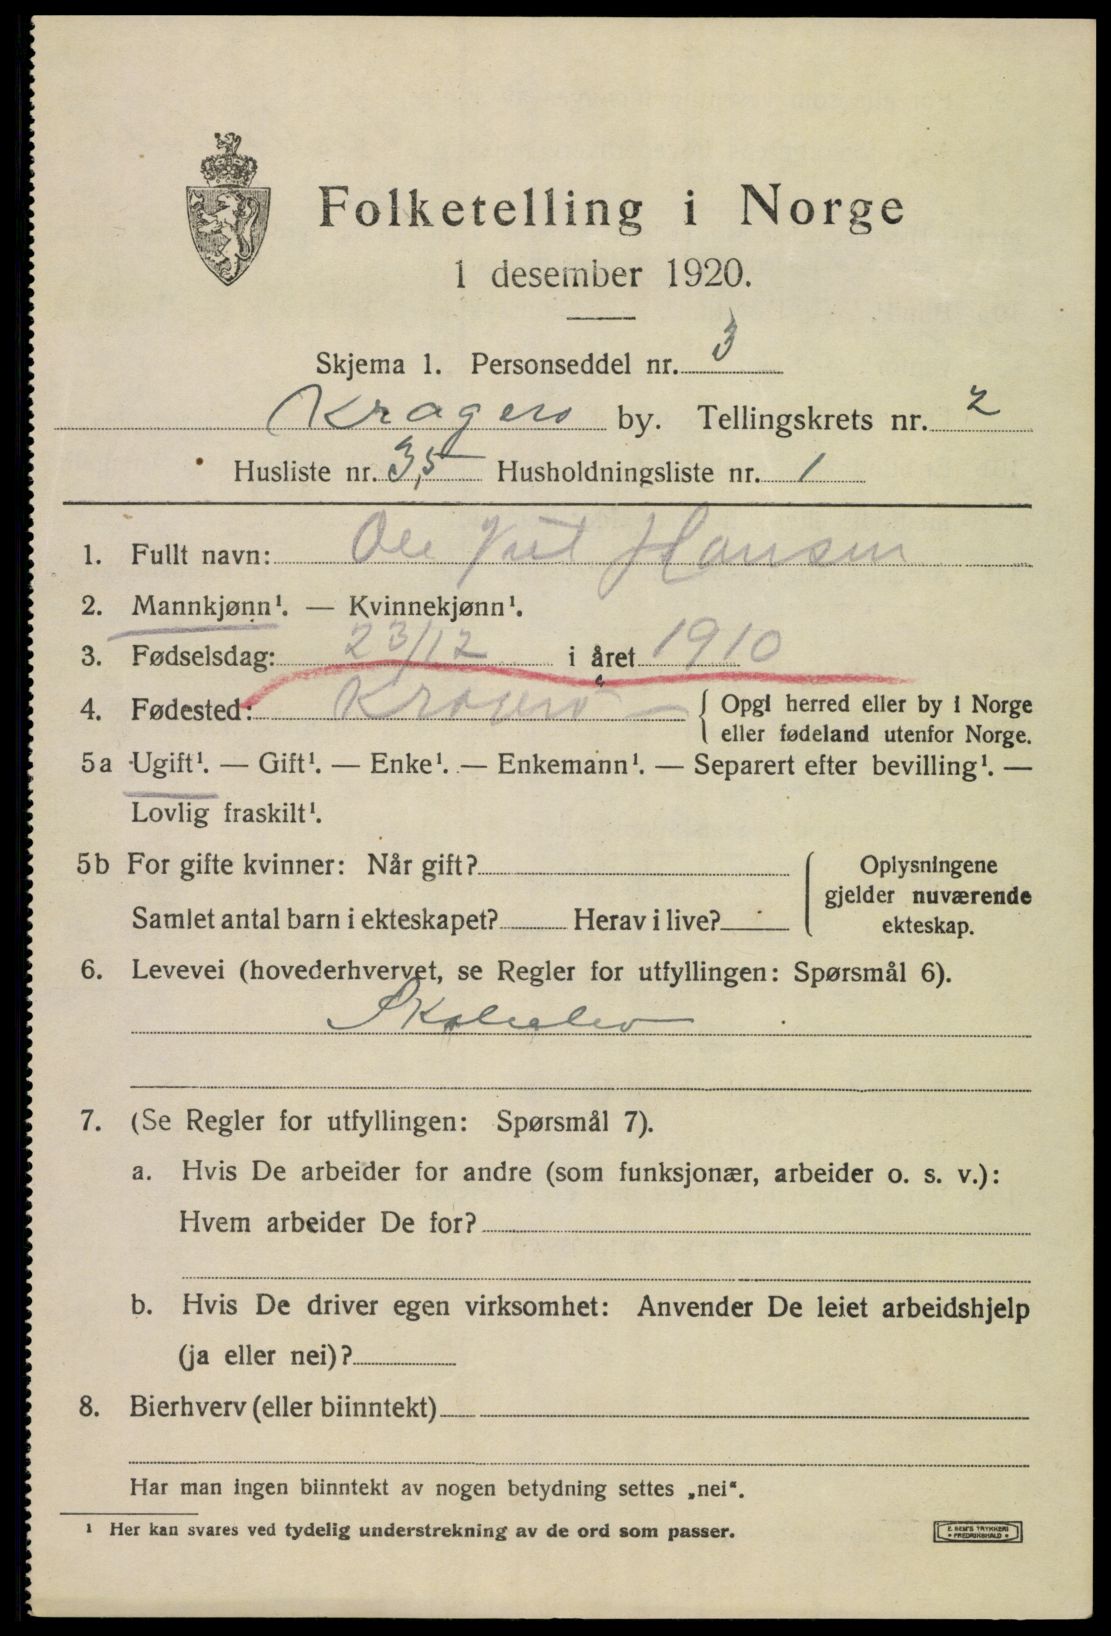 Folketelling i Norge
1 desember 1920.
Skjema 1. Personseddel nr. 3
Kragerø by. Tellingskrets nr. 2
Husliste nr. 35 Husholdningsliste nr. 1
1. Fullt navn: Ole Hansen
2. Mannkjønn¹. — Kvinnekjønn¹.
3. Fødselsdag: 23/12 i året 1910
4. Fødested: Kragerø — { Opgi herred eller by i Norge
eller fødeland utenfor Norge.
5a Ugift¹. — Gift¹. — Enke¹. — Enkemann¹. — Separert efter bevilling¹. —
Lovlig fraskilt¹.
5b For gifte kvinner: Når gift?
Samlet antal barn i ekteskapet? Herav i live?
Oplysningene
gjelder nuværende
ekteskap.
6. Levevei (hovederhvervet, se Regler for utfyllingen: Spørsmål 6).
Skoleelev
7. (Se Regler for utfyllingen: Spørsmål 7).
a. Hvis De arbeider for andre (som funksjonær, arbeider o. s. v.):
Hvem arbeider De for?
b. Hvis De driver egen virksomhet: Anvender De leiet arbeidshjelp
(ja eller nei)?
8. Bierhverv (eller biinntekt)
Har man ingen biinntekt av nogen betydning settes „nei“.
¹ Her kan svares ved tydelig understrekning av de ord som passer.
E. SEM'S TRYKKERI
• FREDRIKSHALD •